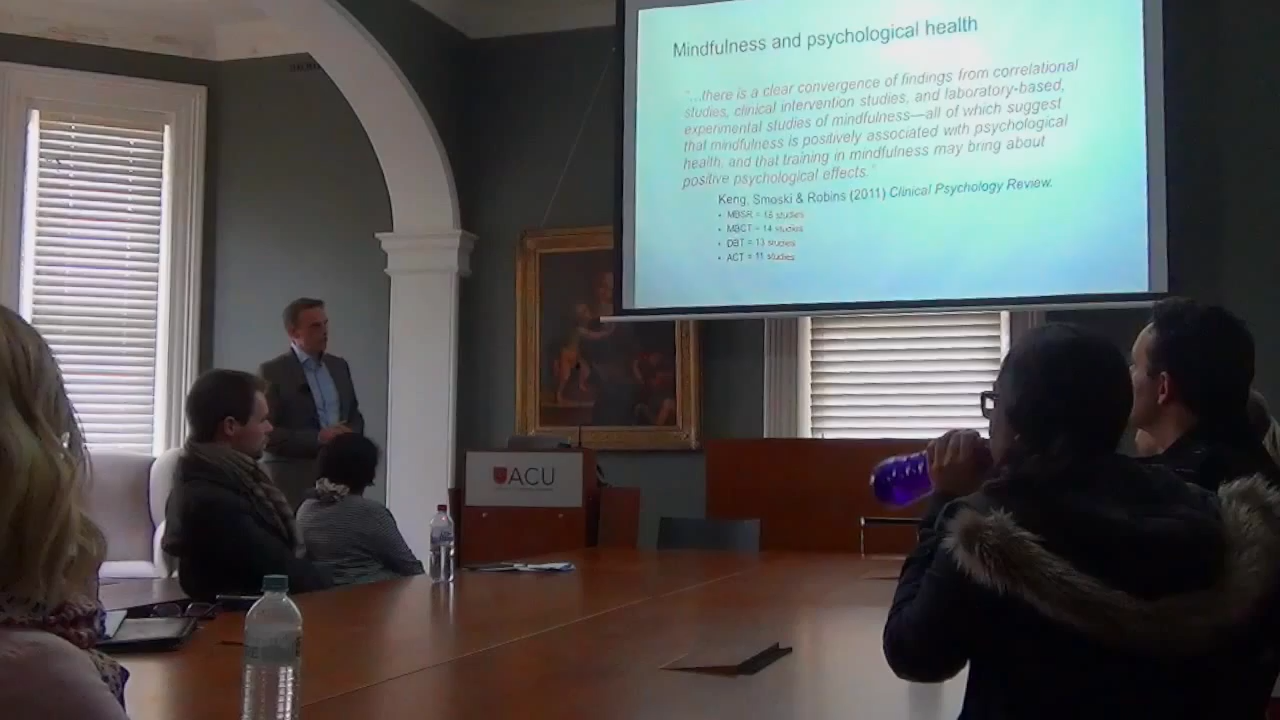 Mindfulness and psychological health
"…there is a clear convergence of findings from correlational
studies, clinical intervention studies, and laboratory-based,
experimental studies of mindfulness—all of which suggest
that mindfulness is positively associated with psychological
health, and that training in mindfulness may bring about
positive psychological effects."
Keng, Smoski & Robins (2011) Clinical Psychology Review.
• MBSR = 15 studies
• MBCT = 14 studies
• DBT = 13 studies
• ACT = 11 studies
ACU